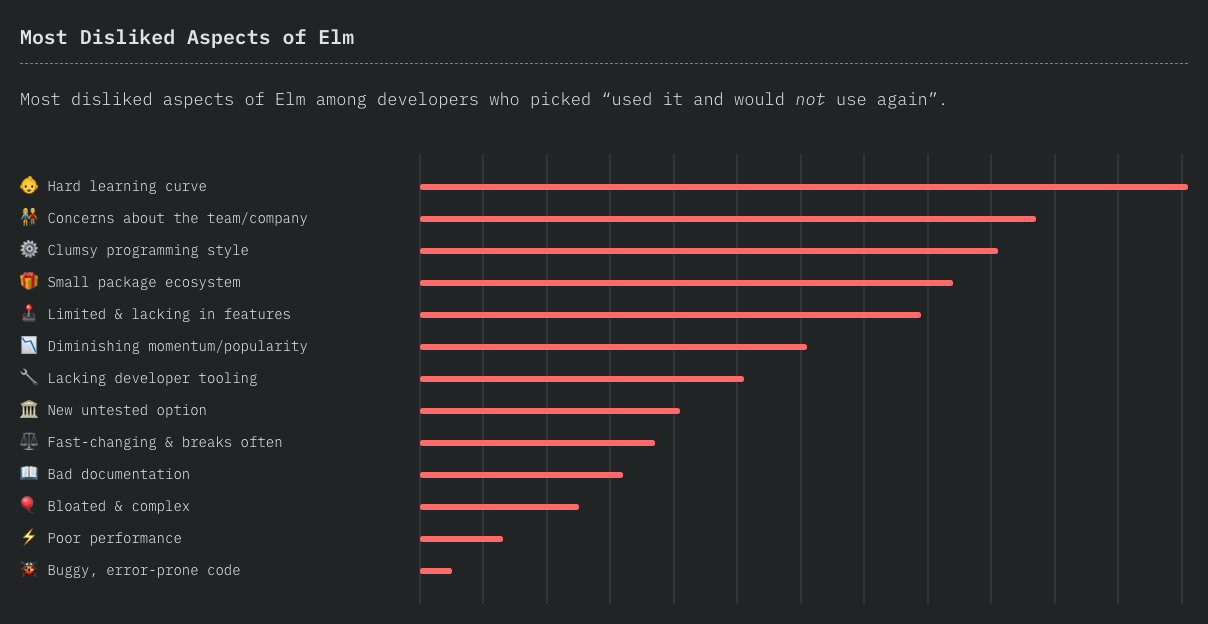 Most Disliked Aspects of Elm
Most disliked aspects of Elm among developers who picked “used it and would not use again”.
Hard learning curve
Concerns about the team/company
Clumsy programming style
Small package ecosystem
Limited & lacking in features
Diminishing momentum/popularity
Lacking developer tooling
New untested option
Fast-changing & breaks often
Bad documentation
Bloated & complex
Poor performance
Buggy, error-prone code